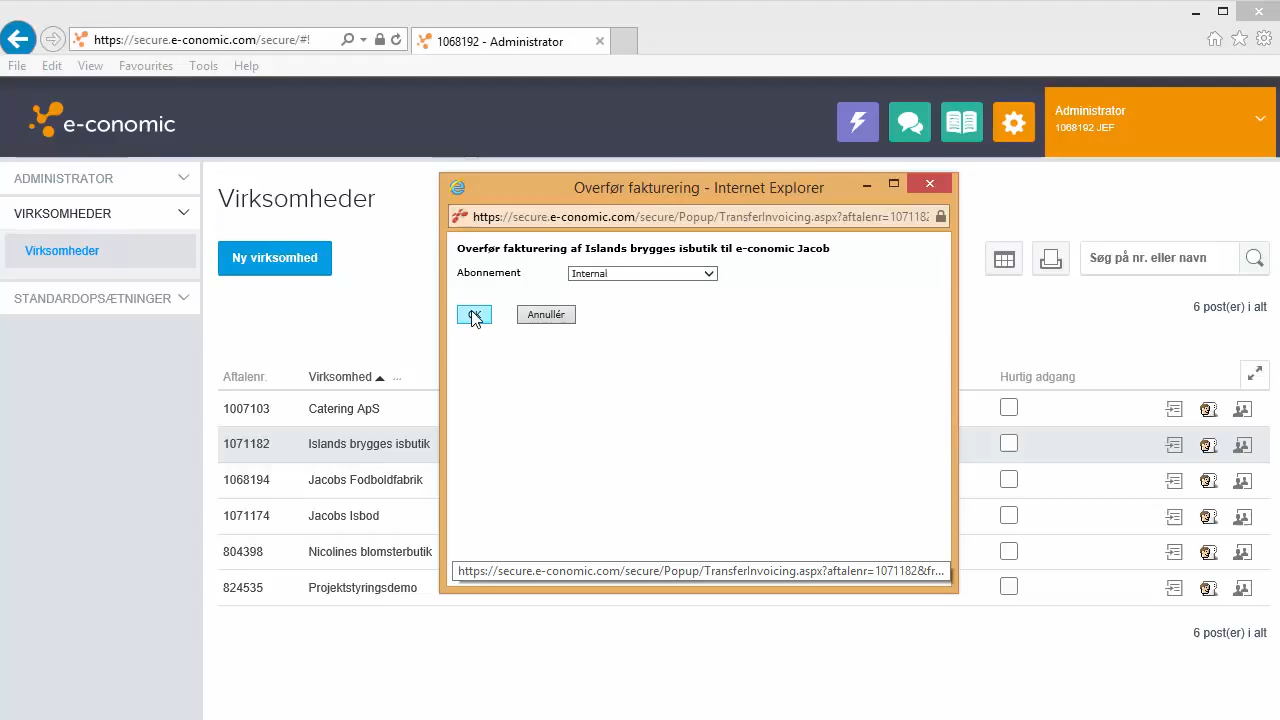 https://secure.e-conomic.com/secure/#!
1068192 - Administrator
File Edit View Favourites Tools Help
e-conomic
Administrator
1068192 JEF
ADMINISTRATOR
VIRKSOMHEDER
Virksomheder
STANDARDOPSÆTNINGER
Virksomheder
Ny virksomhed
Søg på nr. eller navn
6 post(er) i alt
Aftalenr. Virksomhed ... Hurtig adgang
1007103 Catering ApS
1071182 Islands brygges isbutik
1068194 Jacobs Fodboldfabrik
1071174 Jacobs Isbod
804398 Nicolines blomsterbutik
824535 Projektstyringsdemo
6 post(er) i alt
Overfør fakturering - Internet Explorer
https://secure.e-conomic.com/secure/Popup/TransferInvoicing.aspx?aftalenr=1071182
Overfør fakturering af Islands brygges isbutik til e-conomic Jacob
Abonnement Internal
Annullér
https://secure.e-conomic.com/secure/Popup/TransferInvoicing.aspx?aftalenr=1071182&fr...